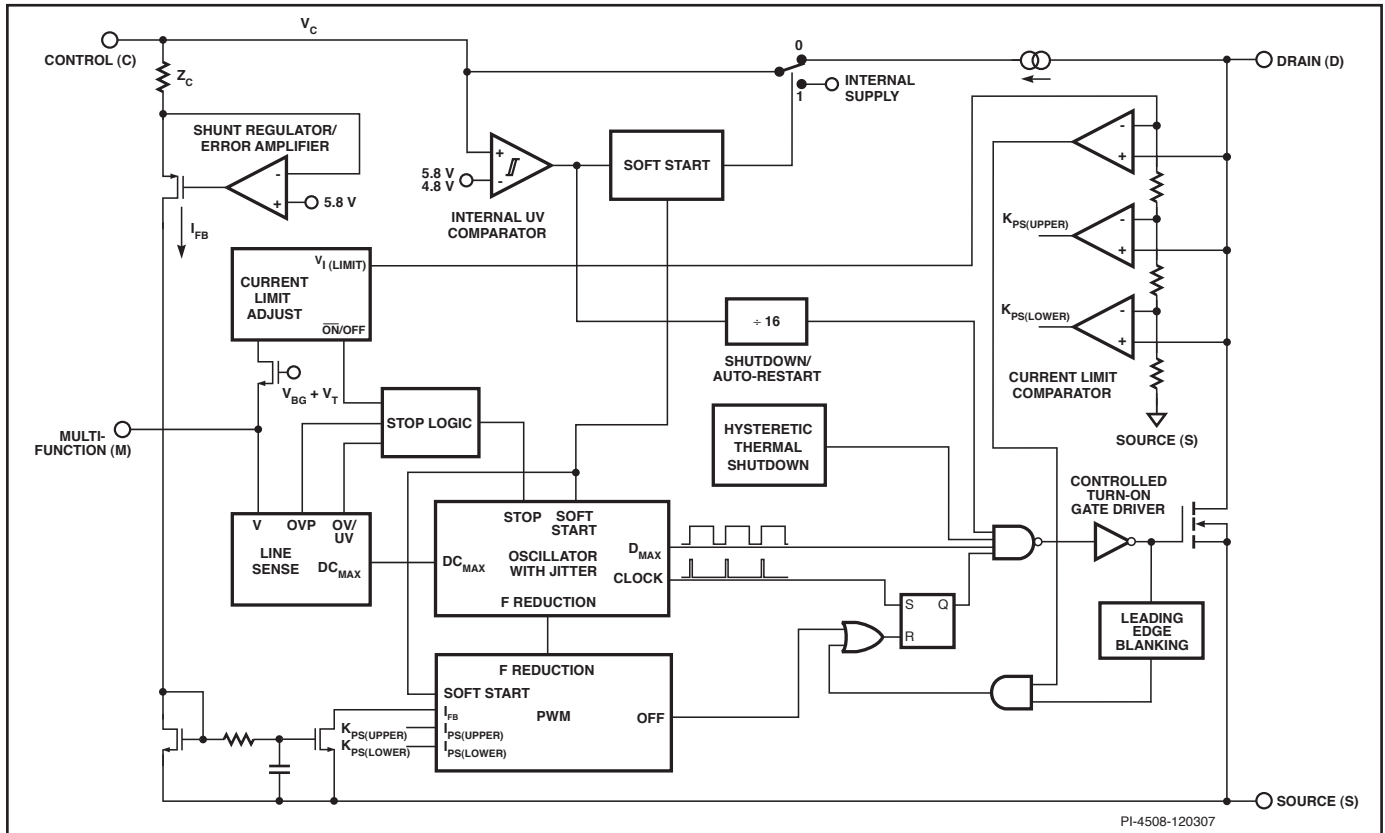 V_C
0
CONTROL (C)
DRAIN (D)
Z_C
INTERNAL
SUPPLY
1
SHUNT REGULATOR/
ERROR AMPLIFIER
-
+
5.8 V
I_FB
+
-
5.8 V
4.8 V
INTERNAL UV
COMPARATOR
SOFT START
-
+
K_PS(UPPER)
-
+
K_PS(LOWER)
-
+
CURRENT LIMIT
COMPARATOR
SOURCE (S)
V_I (LIMIT)
CURRENT
LIMIT
ADJUST
O̅N̅/OFF
÷ 16
SHUTDOWN/
AUTO-RESTART
V_BG + V_T
STOP LOGIC
MULTI-
FUNCTION (M)
HYSTERETIC
THERMAL
SHUTDOWN
CONTROLLED
TURN-ON
GATE DRIVER
V
OVP
OV/
UV
LINE
SENSE
DC_MAX
STOP
SOFT
START
DC_MAX
OSCILLATOR
WITH JITTER
D_MAX
CLOCK
F REDUCTION
S
Q
R
LEADING
EDGE
BLANKING
F REDUCTION
SOFT START
PWM
OFF
I_FB
K_PS(UPPER)
I_PS(UPPER)
K_PS(LOWER)
I_PS(LOWER)
SOURCE (S)
PI-4508-120307